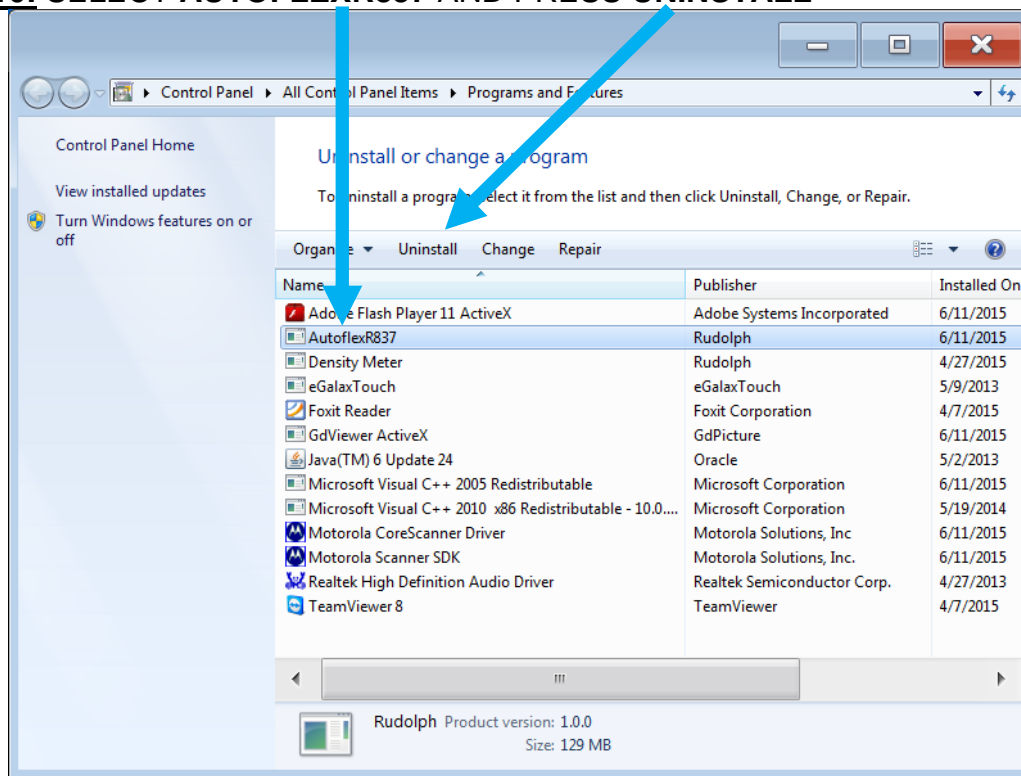 SELECT AUTOFLEXR837 AND PRESS UNINSTALL
Control Panel All Control Panel Items Programs and Features
Control Panel Home
View installed updates
Turn Windows features on or
off
Uninstall or change a program
To uninstall a program, select it from the list and then click Uninstall, Change, or Repair.
Organize Uninstall Change Repair
Name Publisher Installed On
Adobe Flash Player 11 ActiveX Adobe Systems Incorporated 6/11/2015
AutoflexR837 Rudolph 6/11/2015
Density Meter Rudolph 4/27/2015
eGalaxTouch eGalaxTouch 5/9/2013
Foxit Reader Foxit Corporation 4/7/2015
GdViewer ActiveX GdPicture 6/11/2015
Java(TM) 6 Update 24 Oracle 5/2/2013
Microsoft Visual C++ 2005 Redistributable Microsoft Corporation 6/11/2015
Microsoft Visual C++ 2010 x86 Redistributable - 10.0.... Microsoft Corporation 5/19/2014
Motorola CoreScanner Driver Motorola Solutions, Inc 6/11/2015
Motorola Scanner SDK Motorola Solutions, Inc. 6/11/2015
Realtek High Definition Audio Driver Realtek Semiconductor Corp. 4/27/2013
TeamViewer 8 TeamViewer 4/7/2015
Rudolph Product version: 1.0.0
Size: 129 MB